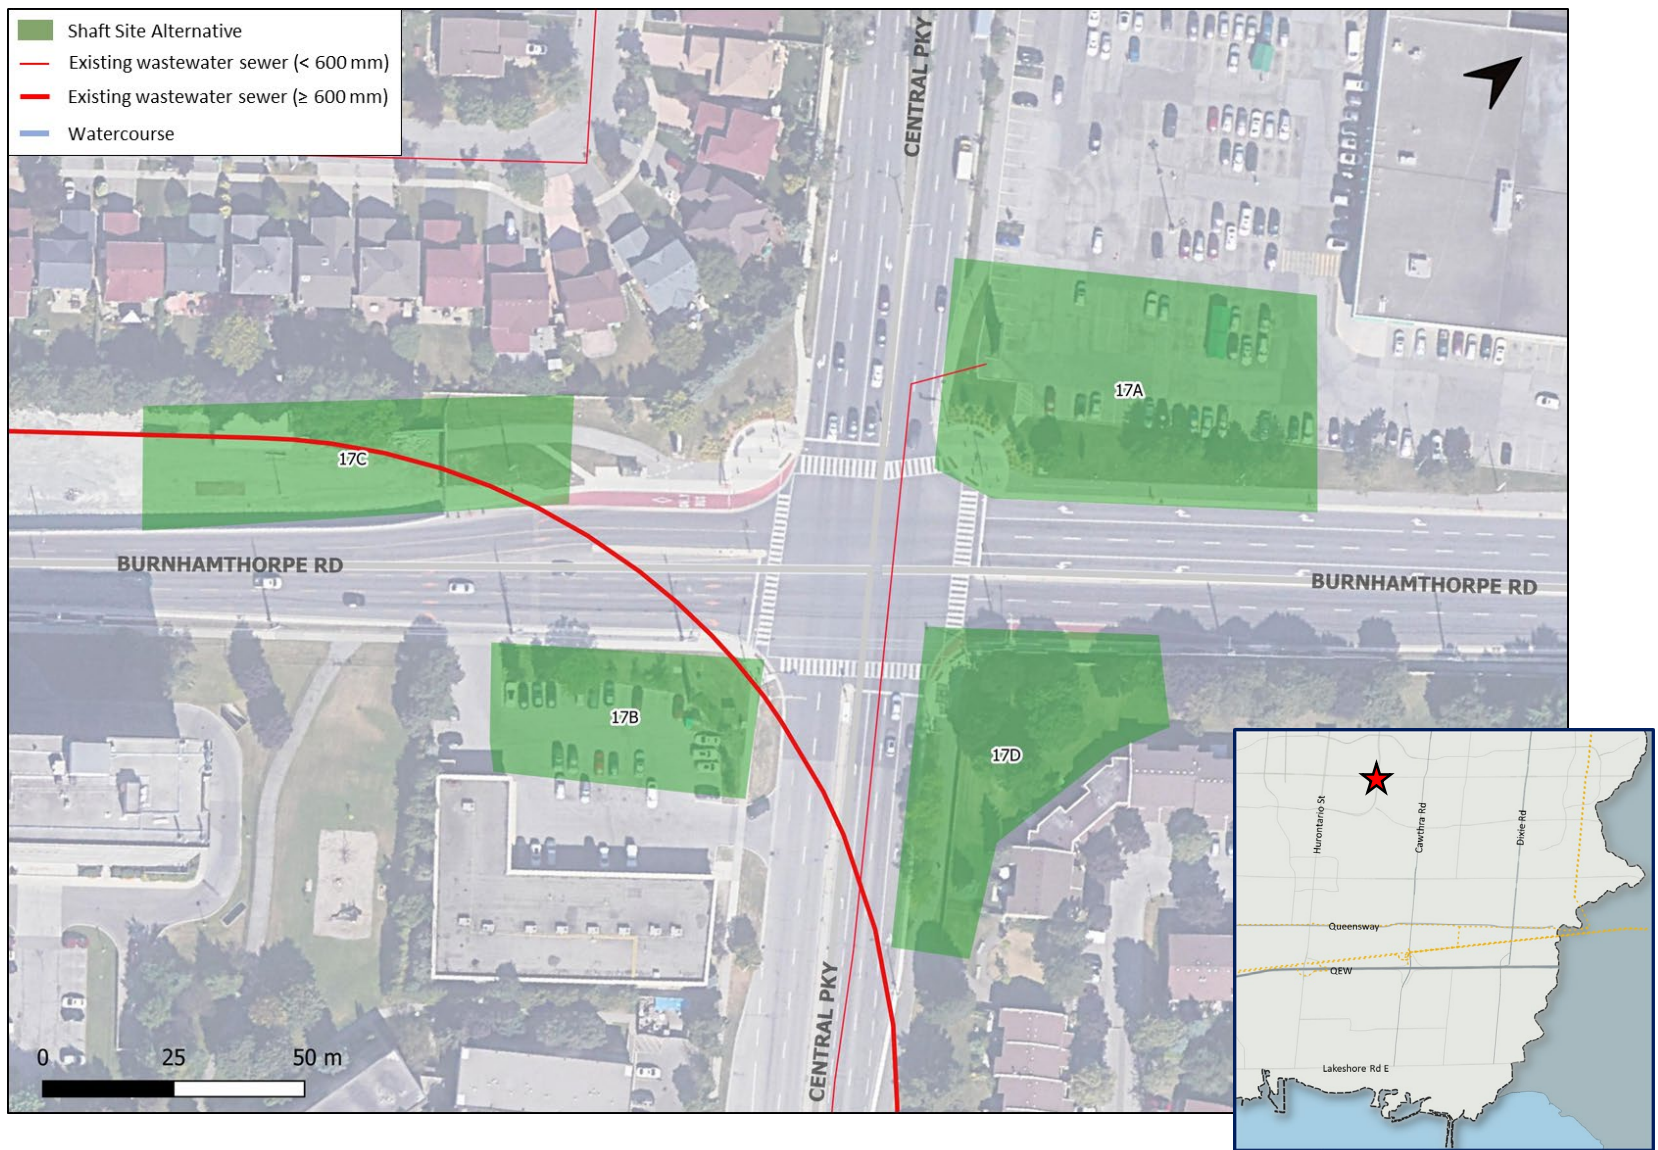 Shaft Site Alternative
Existing wastewater sewer (< 600 mm)
Existing wastewater sewer (≥ 600 mm)
Watercourse
CENTRAL PKY
17A
17C
BURNHAMTHORPE RD
BURNHAMTHORPE RD
17B
17D
CENTRAL PKY
0 25 50 m
Hurontario St
Cawthra Rd
Dixie Rd
Queensway
QEW
Lakeshore Rd E